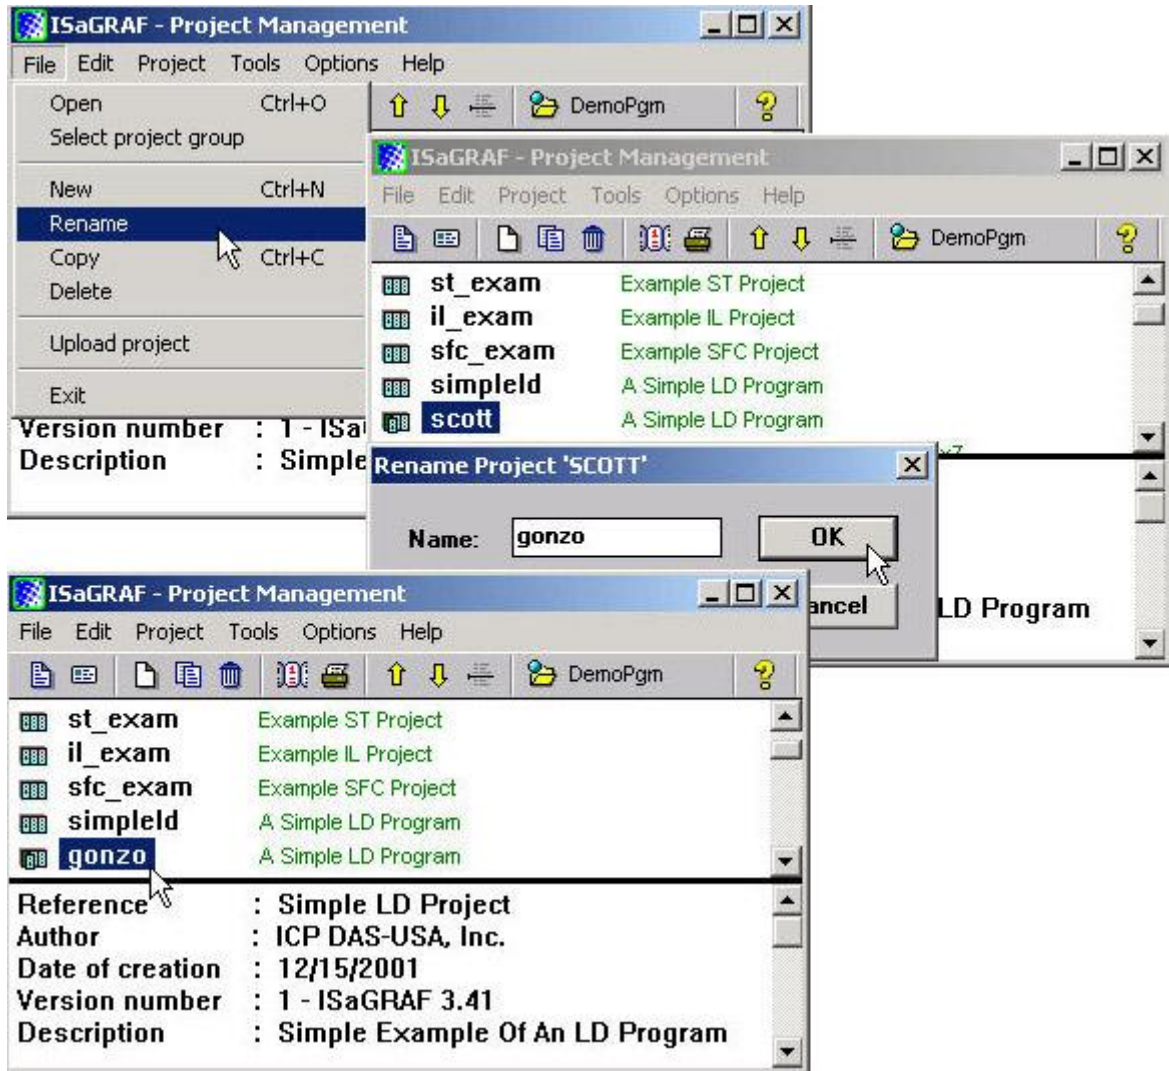 ISaGRAF - Project Management
File Edit Project Tools Options Help
Open Ctrl+O
Select project group
New Ctrl+N
Rename
Copy Ctrl+C
Delete
Upload project
Exit
DemoPgm
Version number : 1 - ISa
Description : Simple
ISaGRAF - Project Management
File Edit Project Tools Options Help
DemoPgm
st_exam Example ST Project
il_exam Example IL Project
sfc_exam Example SFC Project
simpleld A Simple LD Program
scott A Simple LD Program
Rename Project 'SCOTT'
Name: gonzo OK
ancel
LD Program
ISaGRAF - Project Management
File Edit Project Tools Options Help
DemoPgm
st_exam Example ST Project
il_exam Example IL Project
sfc_exam Example SFC Project
simpleld A Simple LD Program
gonzo A Simple LD Program
Reference : Simple LD Project
Author : ICP DAS-USA, Inc.
Date of creation : 12/15/2001
Version number : 1 - ISaGRAF 3.41
Description : Simple Example Of An LD Program